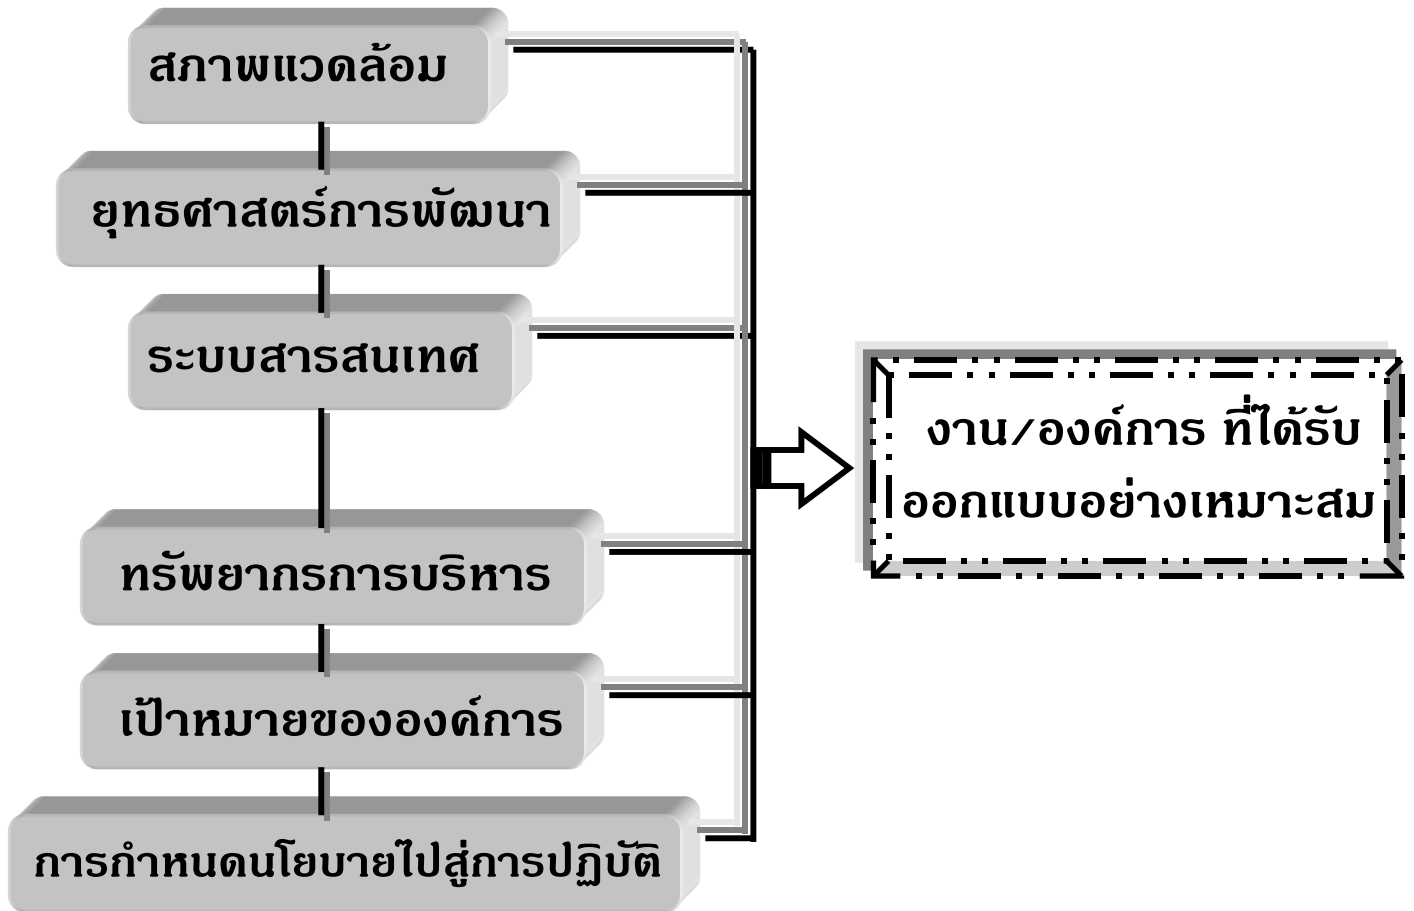 สภาพแวดล้อม
ยุทธศาสตร์การพัฒนา
ระบบสารสนเทศ
งาน/องค์การ ที่ได้รับ
ออกแบบอย่างเหมาะสม
ทรัพยากรการบริหาร
เป้าหมายขององค์การ
การกำหนดนโยบายไปสู่การปฏิบัติ